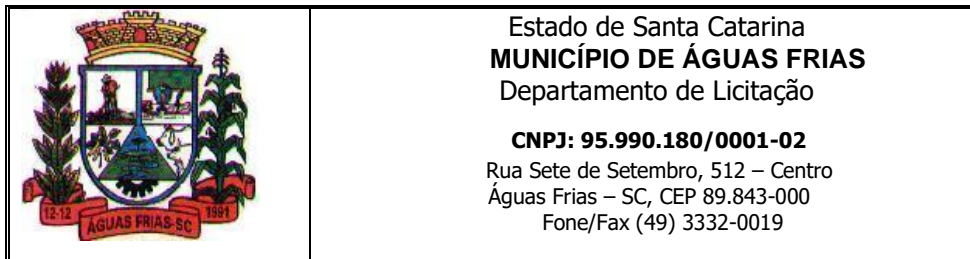 Estado de Santa Catarina
MUNICÍPIO DE ÁGUAS FRIAS
Departamento de Licitação
CNPJ: 95.990.180/0001-02
Rua Sete de Setembro, 512 – Centro
Águas Frias – SC, CEP 89.843-000
Fone/Fax (49) 3332-0019
12-12
ÁGUAS FRIAS-SC
1991